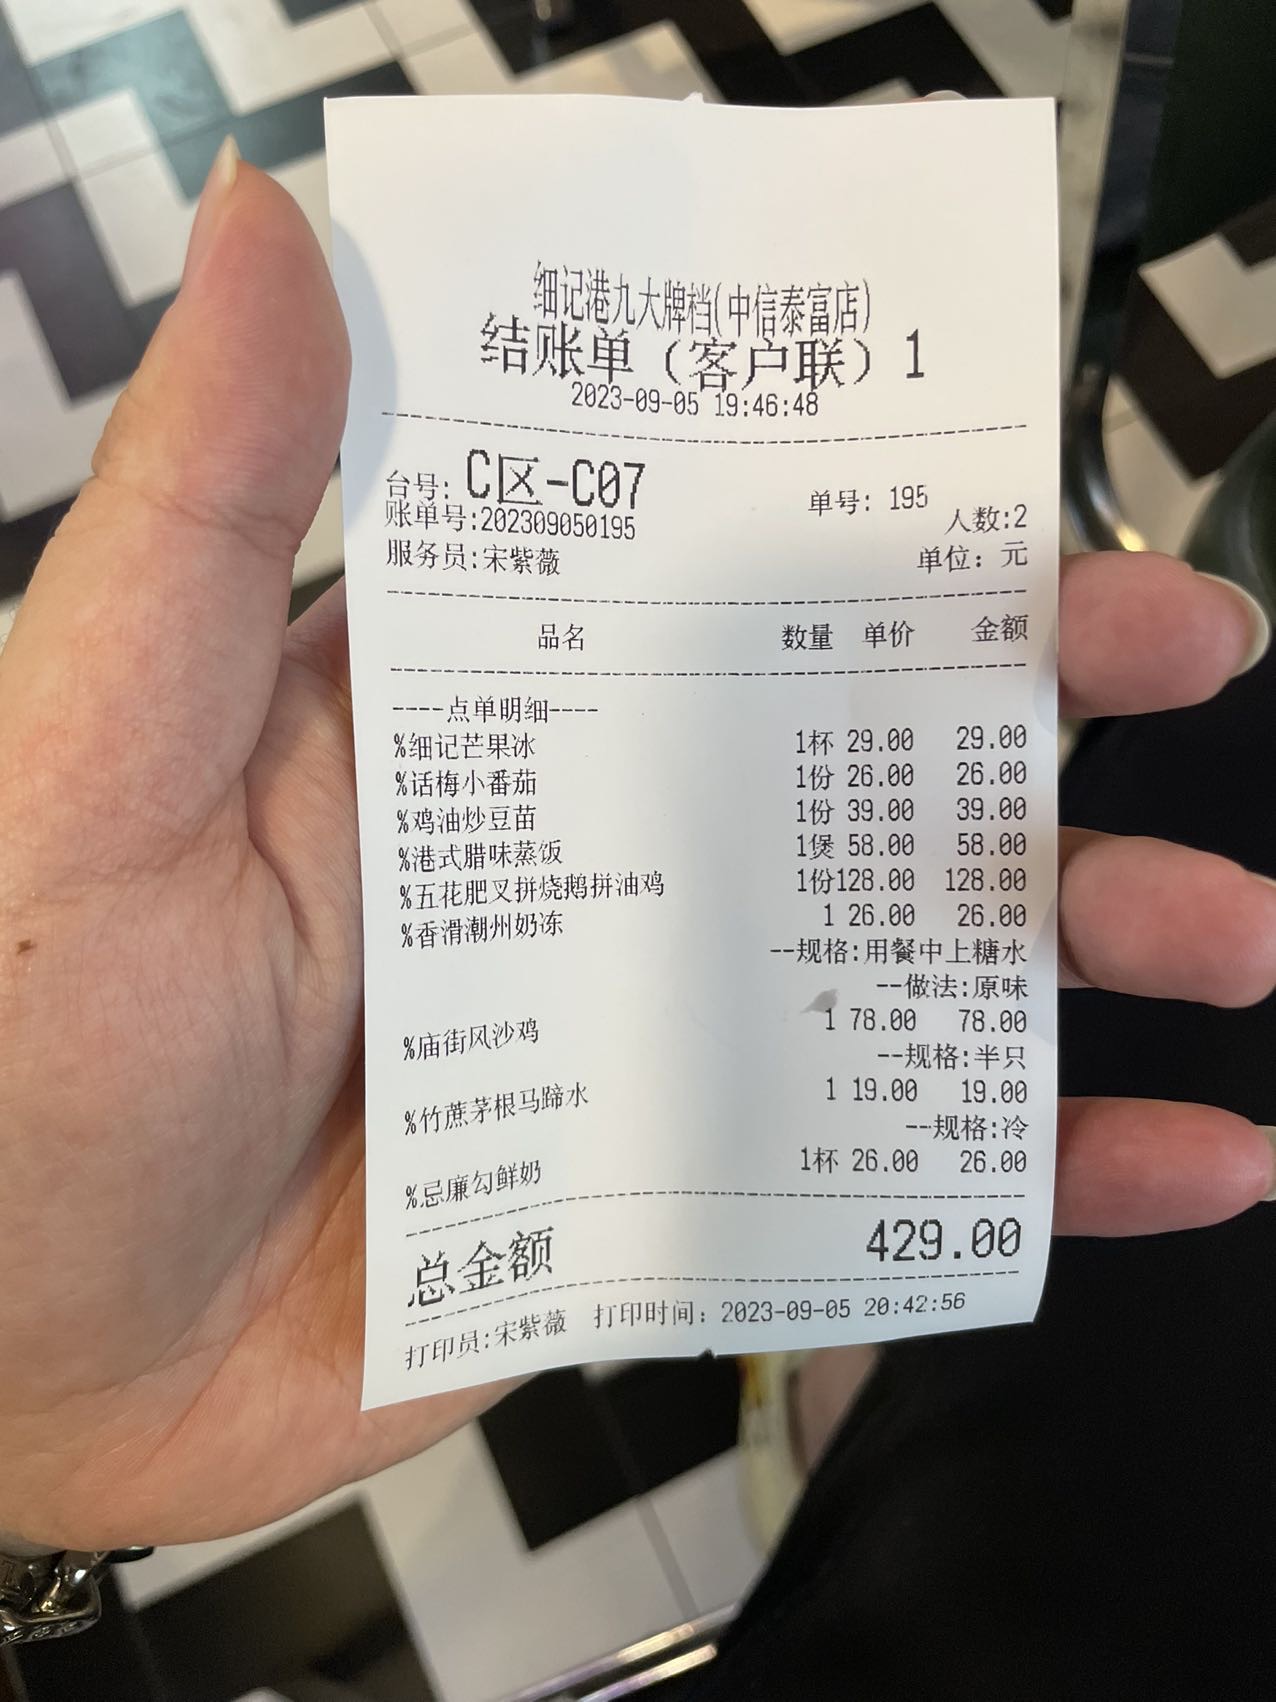 细记港九大牌档(中信泰富店)
结账单（客户联）1
2023-09-05 19:46:48
台号: C区-C07 单号: 195
账单号:202309050195 人数:2
服务员:宋紫薇 单位: 元
品名 数量 单价 金额
----点单明细----
%细记芒果冰 1杯 29.00 29.00
%话梅小番茄 1份 26.00 26.00
%鸡油炒豆苗 1份 39.00 39.00
%港式腊味蒸饭 1煲 58.00 58.00
%五花肥叉拼烧鹅拼油鸡 1份128.00 128.00
%香滑潮州奶冻 1 26.00 26.00
--规格:用餐中上糖水
--做法:原味
%庙街风沙鸡 1 78.00 78.00
--规格:半只
%竹蔗茅根马蹄水 1 19.00 19.00
--规格:冷
%忌廉勾鲜奶 1杯 26.00 26.00
总金额 429.00
打印员:宋紫薇 打印时间: 2023-09-05 20:42:56